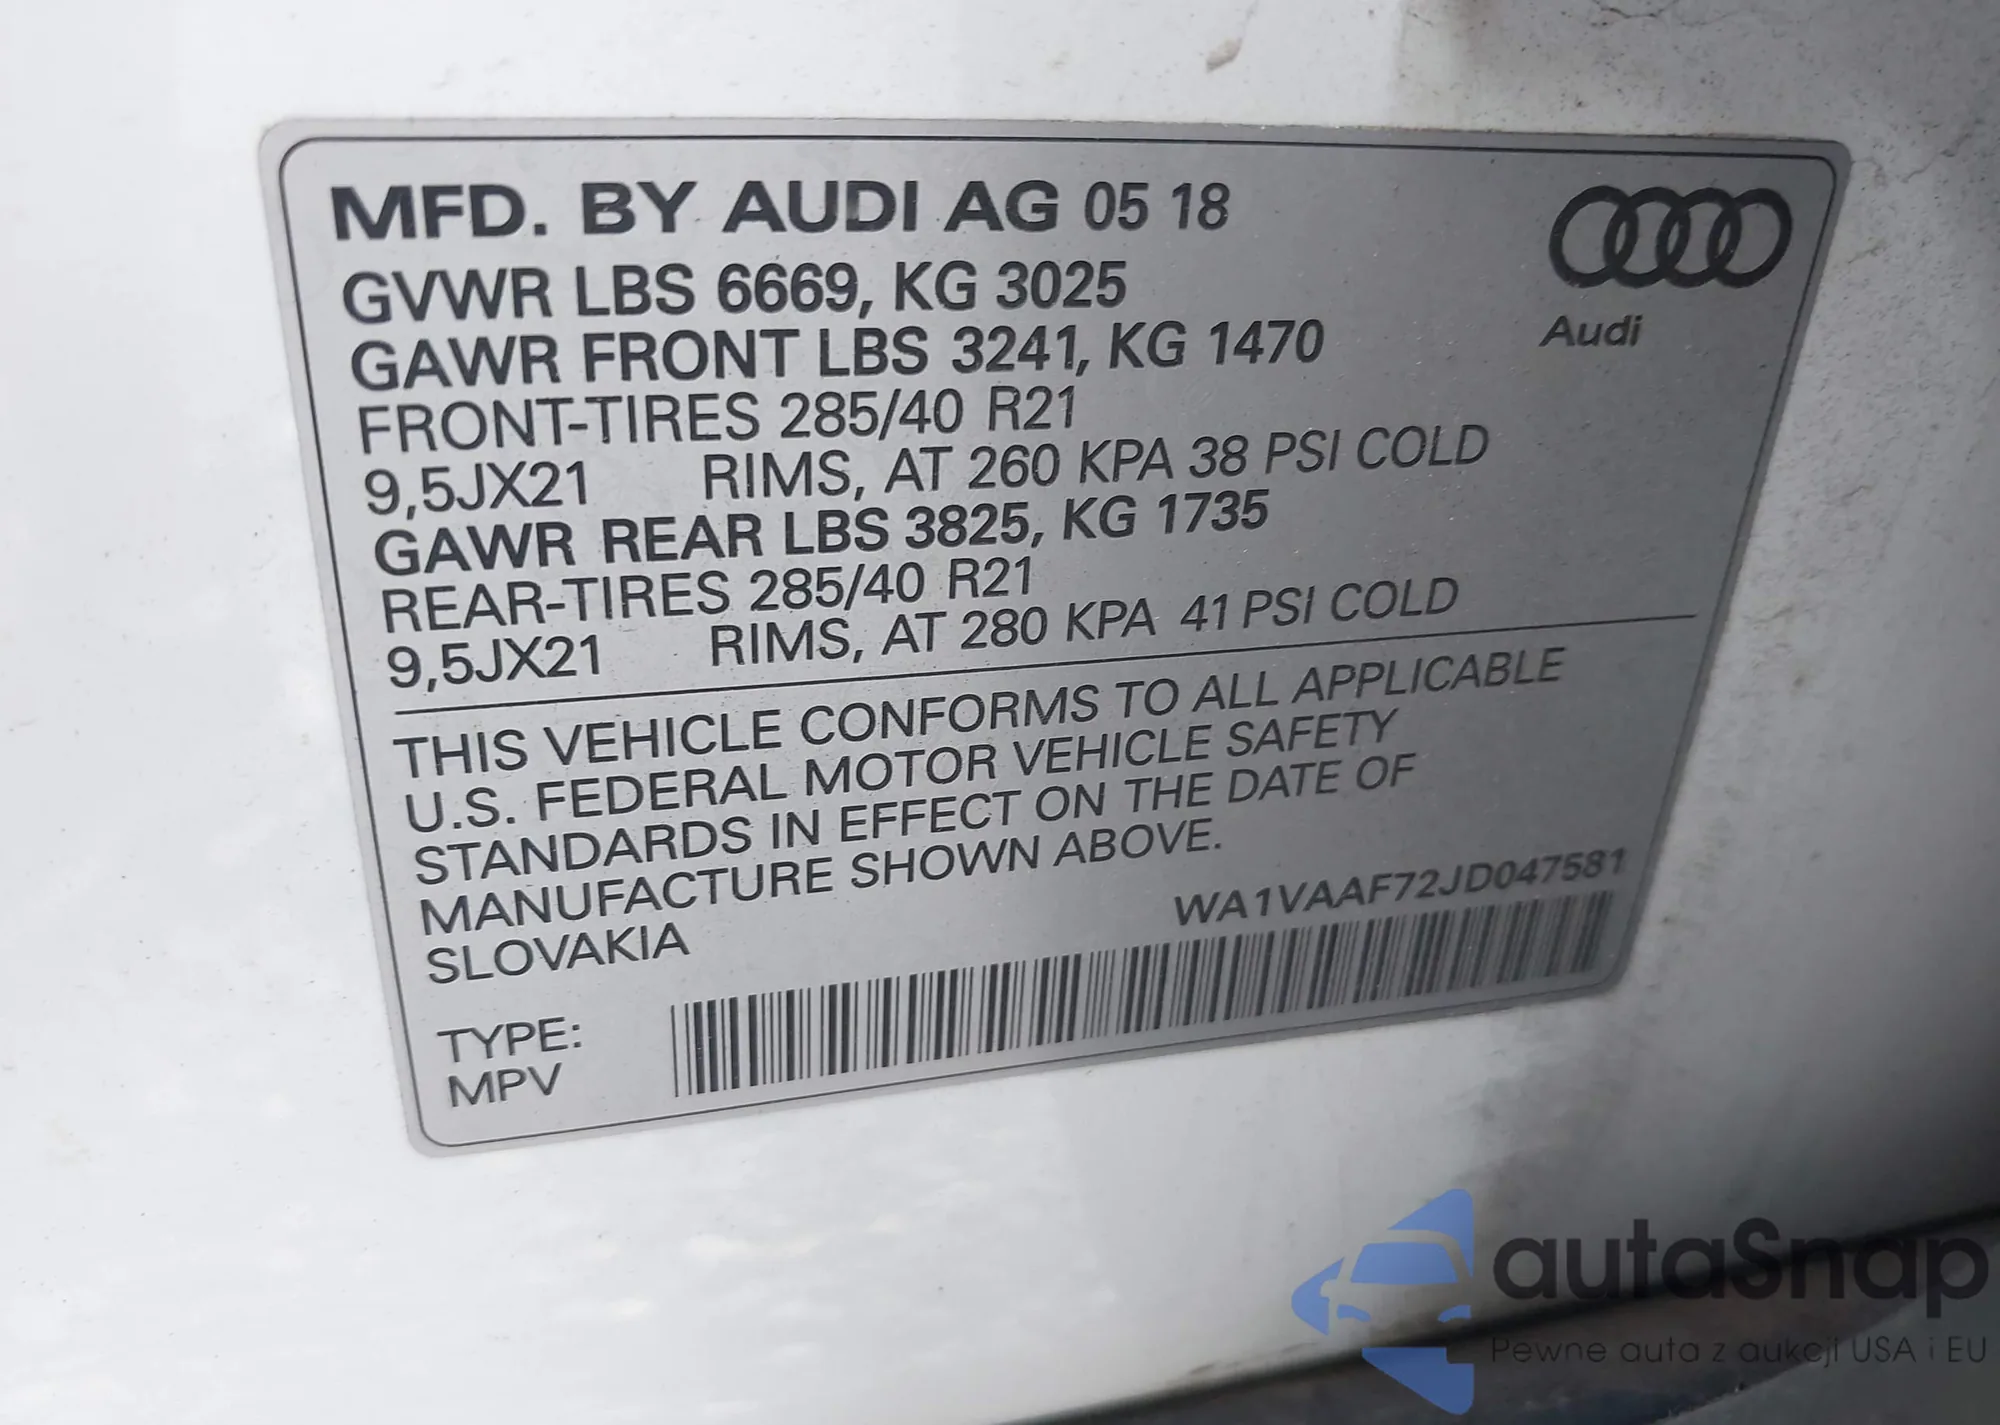 MFD. BY AUDI AG 05 18
GVWR LBS 6669, KG 3025
GAWR FRONT LBS 3241, KG 1470
FRONT-TIRES 285/40 R21
9,5JX21 RIMS, AT 260 KPA 38 PSI COLD
GAWR REAR LBS 3825, KG 1735
REAR-TIRES 285/40 R21
9,5JX21 RIMS, AT 280 KPA 41 PSI COLD
Audi
THIS VEHICLE CONFORMS TO ALL APPLICABLE
U.S. FEDERAL MOTOR VEHICLE SAFETY
STANDARDS IN EFFECT ON THE DATE OF
MANUFACTURE SHOWN ABOVE.
SLOVAKIA
WA1VAAF72JD047581
TYPE:
MPV
autaSnap
Pewne auta z aukcji USA i EU